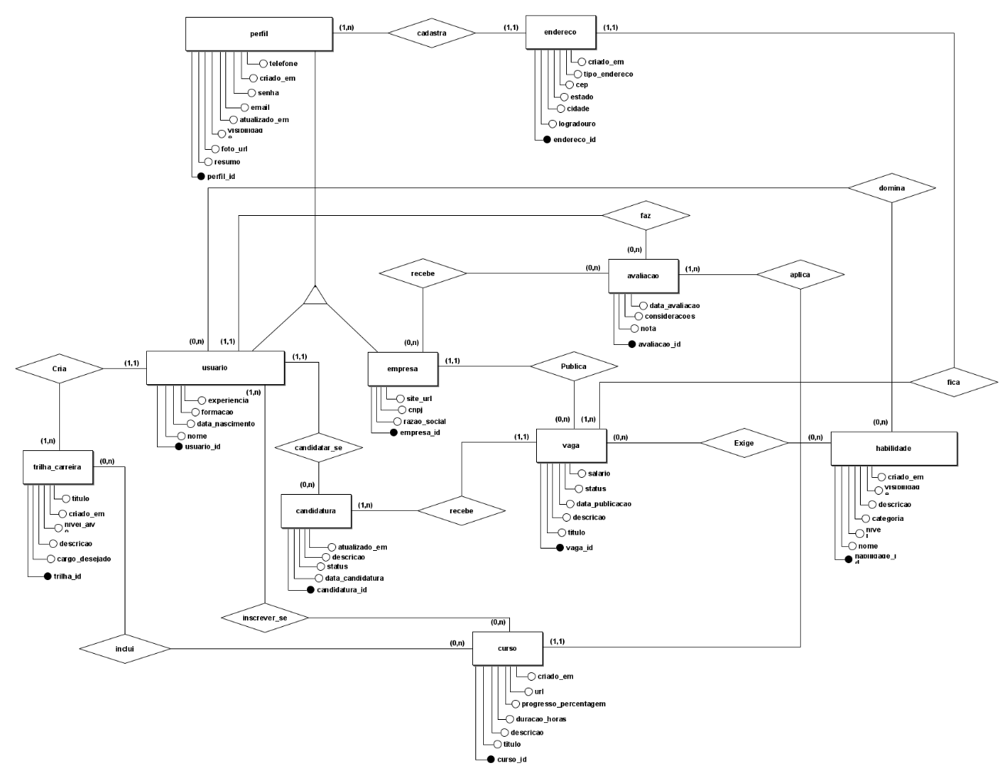 perfil
(1,n)
cadastra
(1,1)
endereco
(1,1)
telefone
criado_em
senha
email
atualizado_em
visibilidad
e
foto_url
resumo
perfil_id
criado_em
tipo_endereco
cep
estado
cidade
logradouro
endereco_id
domina
faz
(0,n)
recebe
(0,n)
avaliacao
(1,n)
aplica
data_avaliacao
consideracoes
nota
avaliacao_id
(0,n)
(1,1)
(0,n)
Cria
(1,1)
usuario
(1,1)
empresa
(1,1)
Publica
fica
(1,n)
experiencia
formacao
data_nascimento
nome
usuario_id
site_url
cnpj
razao_social
empresa_id
(0,n)
(1,n)
(0,n)
(1,n)
trilha_carreira
(0,n)
candidatar_se
(1,1)
vaga
(0,n)
Exige
(0,n)
habilidade
titulo
criado_em
nivel_alv
o
descricao
cargo_desejado
trilha_id
(0,n)
candidatura
(1,n)
recebe
salario
status
data_publicacao
descricao
titulo
vaga_id
criado_em
visibilidad
e
descricao
categoria
nive
l
nome
habilidade_i
d
atualizado_em
descricao
status
data_candidatura
candidatura_id
inscrever_se
(0,n)
inclui
(0,n)
curso
(1,1)
criado_em
url
progresso_percentagem
duracao_horas
descricao
titulo
curso_id